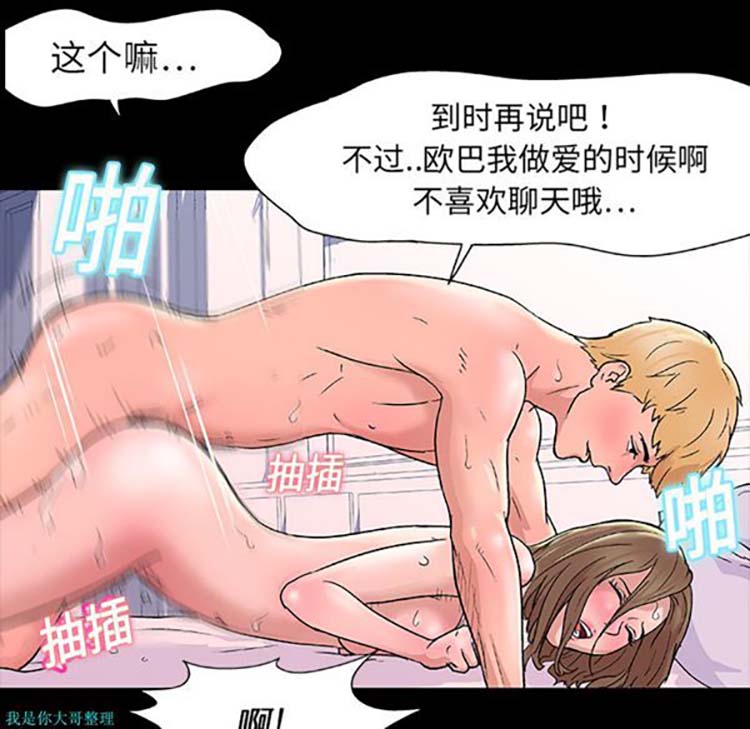 这个嘛...
到时再说吧！
不过..欧巴我做爱的时候啊
不喜欢聊天哦...
啪
抽插
啪
抽插
啊!
我是你大哥整理